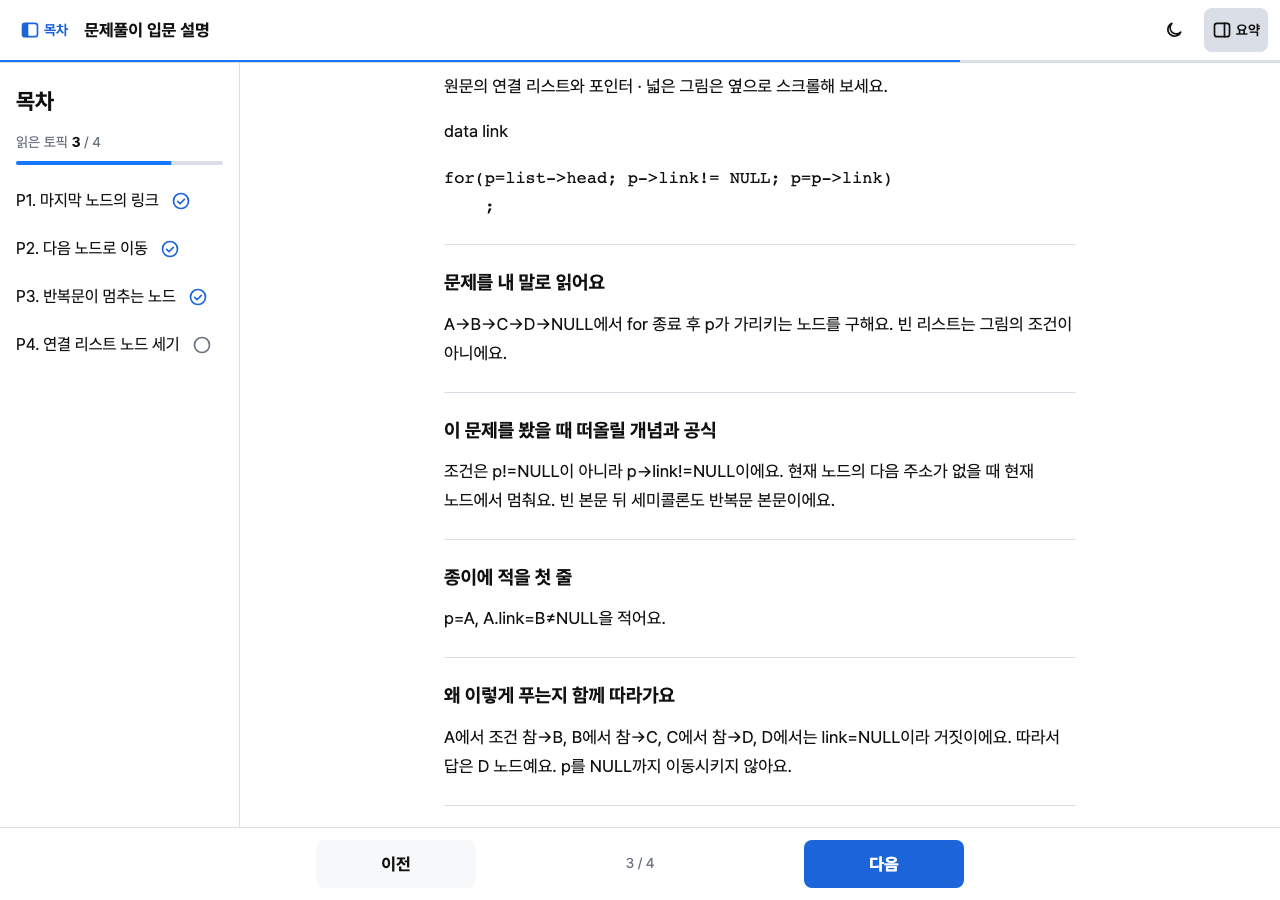 목차 문제풀이 입문 설명 요약
목차
읽은 토픽 3 / 4
P1. 마지막 노드의 링크
P2. 다음 노드로 이동
P3. 반복문이 멈추는 노드
P4. 연결 리스트 노드 세기
원문의 연결 리스트와 포인터 · 넓은 그림은 옆으로 스크롤해 보세요.
data link
for(p=list->head; p->link!= NULL; p=p->link)
;
문제를 내 말로 읽어요
A→B→C→D→NULL에서 for 종료 후 p가 가리키는 노드를 구해요. 빈 리스트는 그림의 조건이
아니에요.
이 문제를 봤을 때 떠올릴 개념과 공식
조건은 p!=NULL이 아니라 p→link!=NULL이에요. 현재 노드의 다음 주소가 없을 때 현재
노드에서 멈춰요. 빈 본문 뒤 세미콜론도 반복문 본문이에요.
종이에 적을 첫 줄
p=A, A.link=B≠NULL을 적어요.
왜 이렇게 푸는지 함께 따라가요
A에서 조건 참→B, B에서 참→C, C에서 참→D, D에서는 link=NULL이라 거짓이에요. 따라서
답은 D 노드예요. p를 NULL까지 이동시키지 않아요.
이전 3 / 4 다음